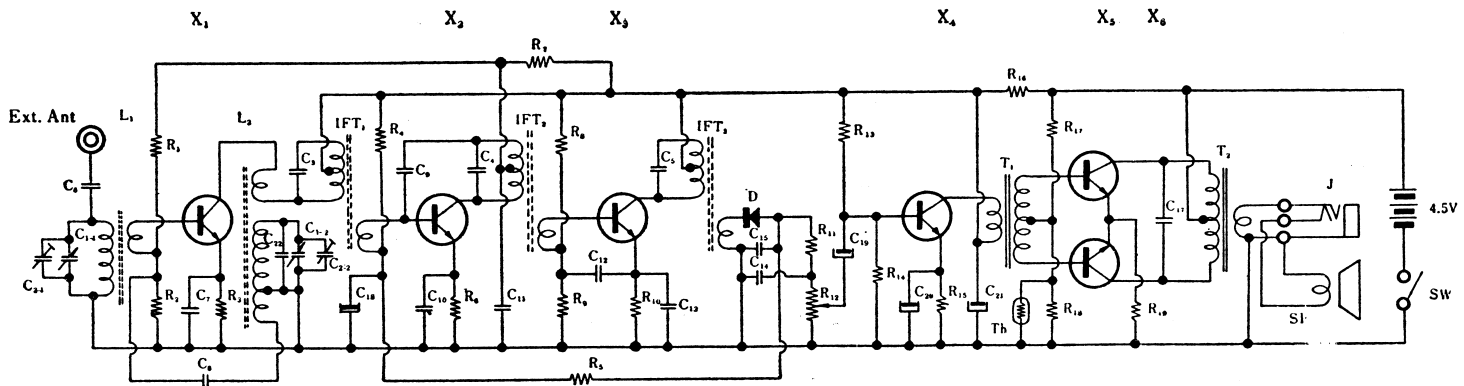 X₁ X₂ X₃ X₄ X₅ X₆
R₇
R₁₆
Ext. Ant L₁ R₁ L₂ IFT₁ R₄ IFT₂ R₈ IFT₃ R₁₃ R₁₇
C₃ C₉ C₄ C₅ T₁ T₂
C₆ D J
C₁₇ 4.5V
C₁₋₁ C₂₂ C₁₋₂ R₁₁ C₁₉
C₂₋₂ C₁₅
C₁₂ C₁₄ R₁₄
C₂₋₁ R₂ C₇ R₃ C₁₈ C₁₀ R₆ C₁₁ R₉ R₁₀ C₁₃ R₁₂ C₂₀ R₁₅ C₂₁ Th R₁₈ R₁₉ SW
C₈ R₅